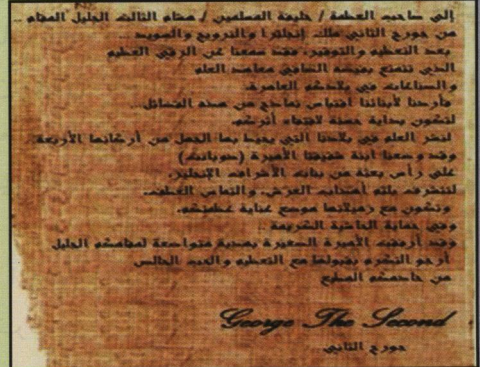 إلى صاحب العظمة / خليفة المسلمين / هشام الثالث الجليل المقام ..
من جورج الثاني ملك إنجلترا والنرويج والسويد ...
بعد التعظيم والتوقير، فقد سمعنا عن الرقي العظيم
الذي تتمتع بفيضه الصافي معاهد العلم
والصناعات في بلادكم العامرة.
فأردنا لأبنائنا اقتباس نماذج من هذه الفضائل...
لتكون بداية حسنة لاقتفاء أثركم.
لنشر العلم في بلادنا التي يحيط بها الجهل من أركانها الأربعة
وقد وضعنا ابنة شقيقنا الأميرة (دوبانت)
على رأس بعثة من بنات الأشراف الإنجليز.
لتتشرف بلثم أهداب العرش، والتماس العطف.
وتكون مع زميلاتها موضع عناية عظمتكم.
وفي حماية الحاشية الكريمة ..
وقد أرفقت الأميرة الصغيرة بهدية متواضعة لمقامكم الجليل
أرجو التكرم بقبولها مع التعظيم والحب الخالص
من خادمكم المطيع
George The Second
جورج الثاني.